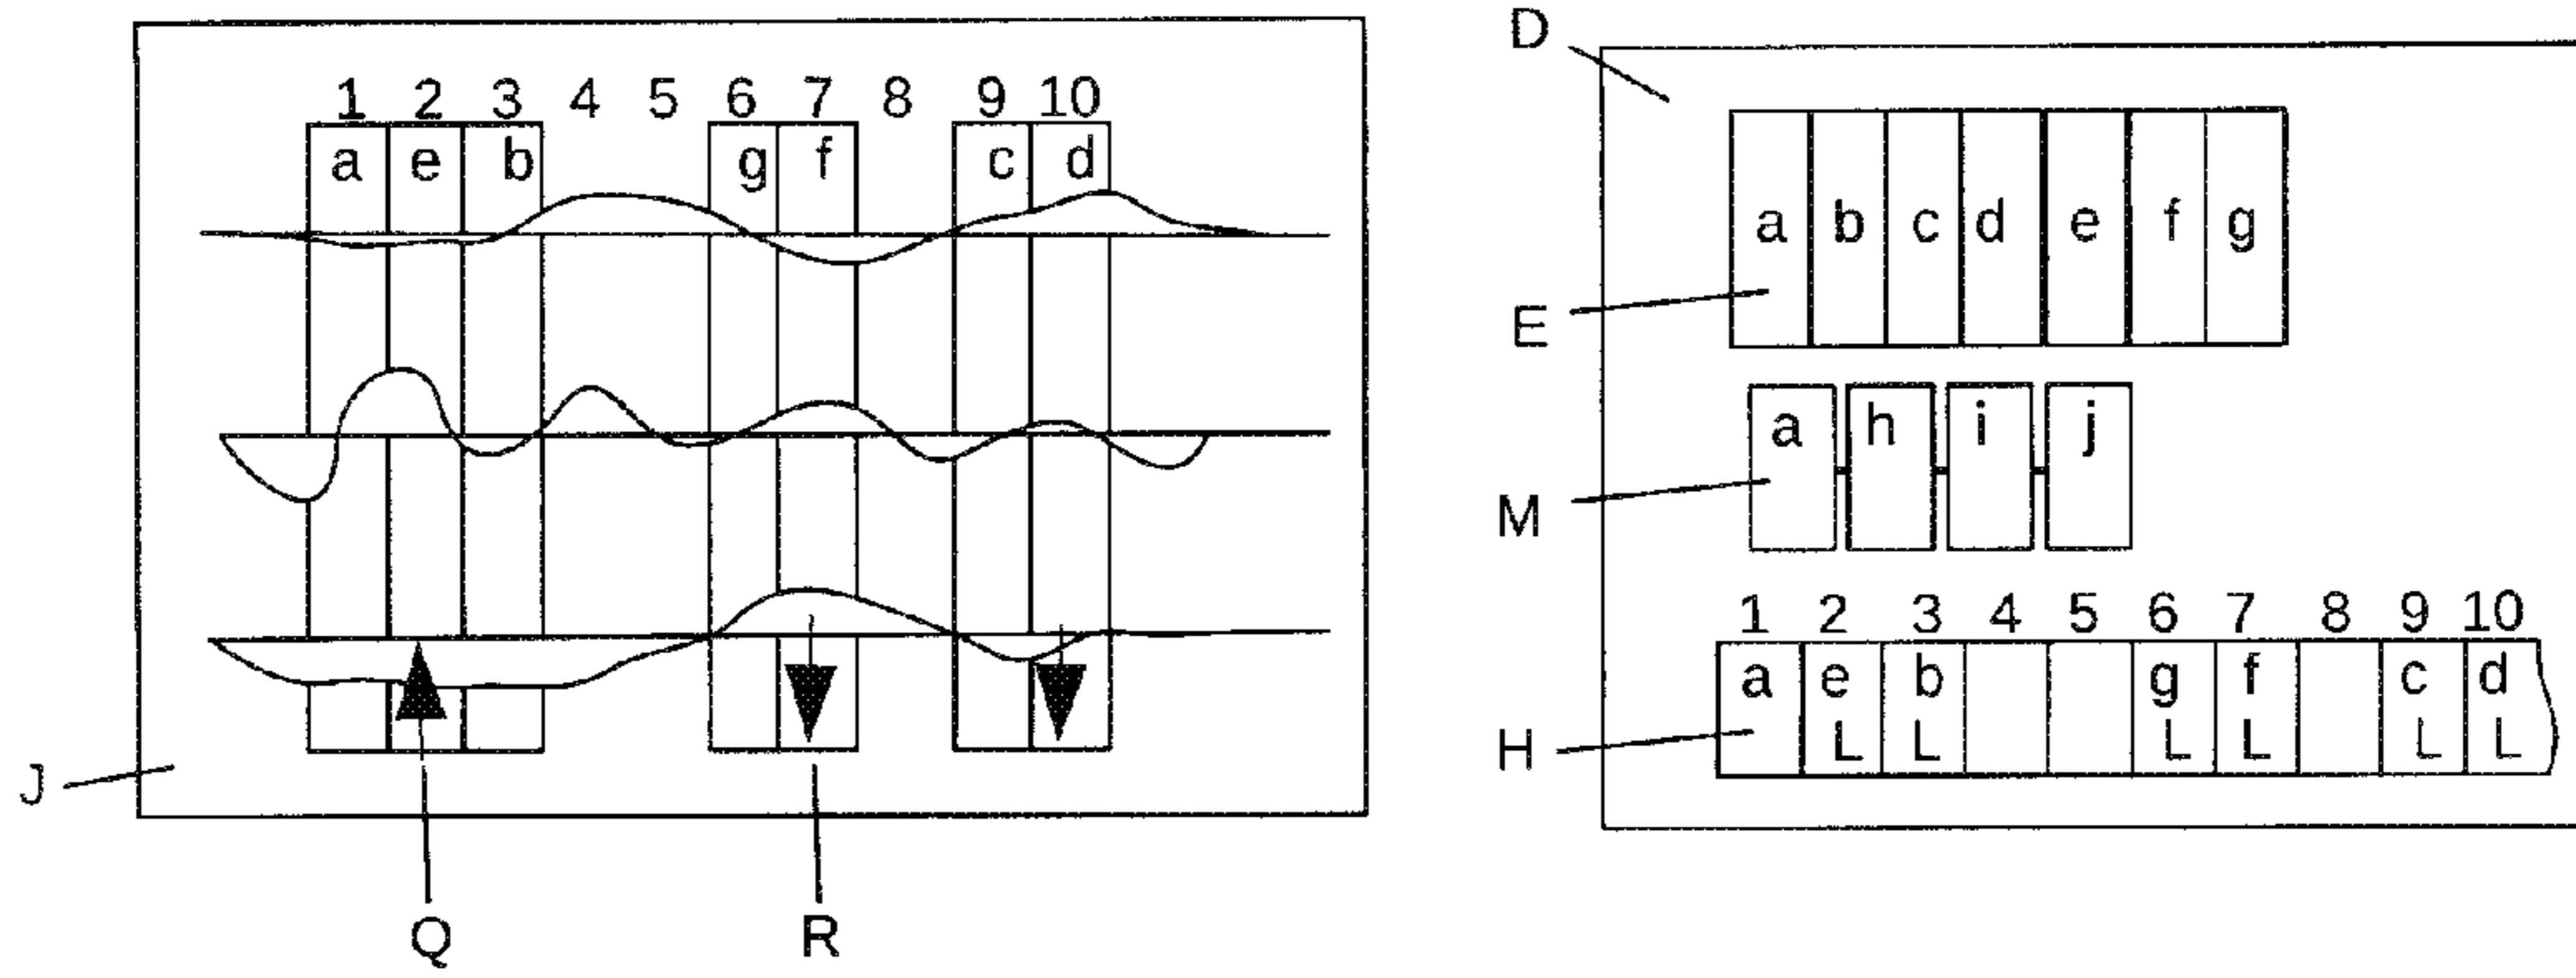 1 2 3 4 5 6 7 8 9 10
a e b g f c d
J
Q R
D
a b c d e f g
E
a h i j
M
1 2 3 4 5 6 7 8 9 10
a e b g f c d
L L L L L L
H